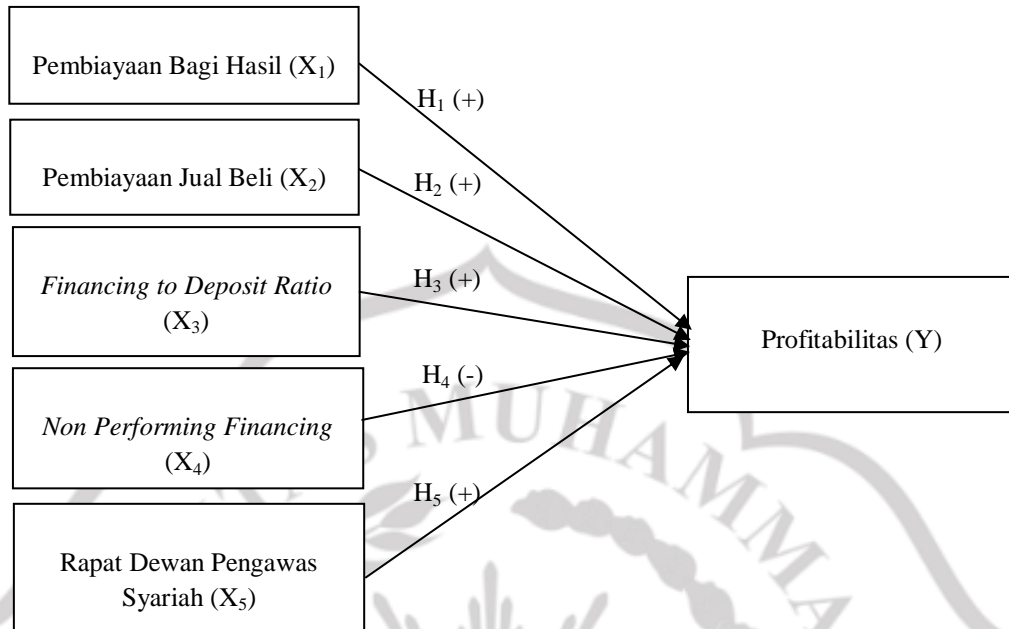 Pembiayaan Bagi Hasil (X₁)
H₁ (+)
Pembiayaan Jual Beli (X₂)
H₂ (+)
Financing to Deposit Ratio
(X₃)
H₃ (+)
Profitabilitas (Y)
Non Performing Financing
(X₄)
H₄ (-)
Rapat Dewan Pengawas
Syariah (X₅)
H₅ (+)
MUHAMMA